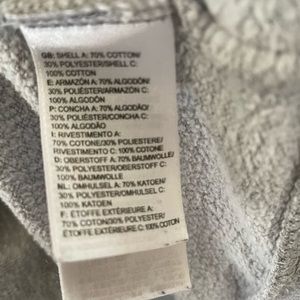 GB: SHELL A: 70% COTTON/
30% POLYESTER/SHELL C:
100% COTTON
E: ARMAZÓN A: 70% ALGODÓN/
30% POLIÉSTER/ARMAZÓN C:
100% ALGODÓN
P: CONCHA A: 70% ALGODÃO/
30% POLIÉSTER/CONCHA C:
100% ALGODÃO
I: RIVESTIMENTO A:
70% COTONE/30% POLIESTERE/
RIVESTIMENTO C: 100% COTONE
D: OBERSTOFF A: 70% BAUMWOLLE/
30% POLYESTER/OBERSTOFF C:
100% BAUMWOLLE
NL: OMHULSEL A: 70% KATOEN/
30% POLYESTER/OMHULSEL C:
100% KATOEN
F: ÉTOFFE EXTÉRIEURE A:
70% COTON/30% POLYESTER/
ÉTOFFE EXTÉRIEURE C: 100% COTON